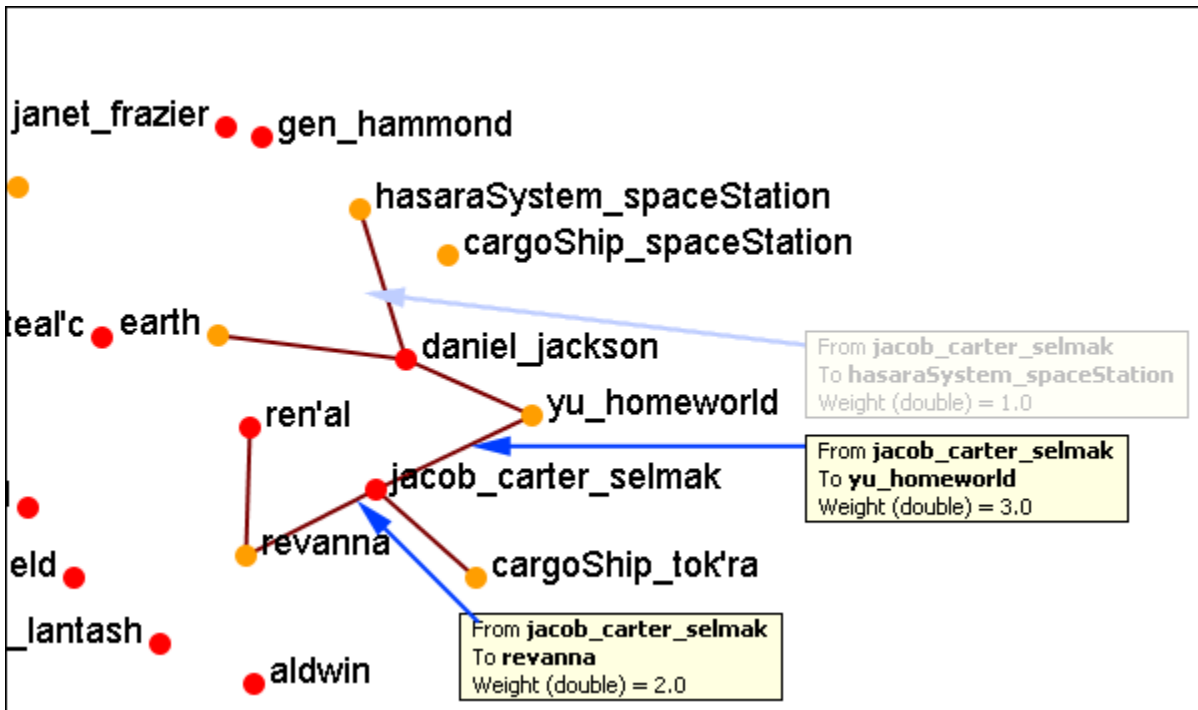 janet_frazier
gen_hammond
hasaraSystem_spaceStation
cargoShip_spaceStation
teal'c
earth
daniel_jackson
From jacob_carter_selmak
To hasaraSystem_spaceStation
Weight (double) = 1.0
yu_homeworld
ren'al
From jacob_carter_selmak
To yu_homeworld
Weight (double) = 3.0
jacob_carter_selmak
revanna
eld
cargoShip_tok'ra
_lantash
From jacob_carter_selmak
To revanna
Weight (double) = 2.0
aldwin